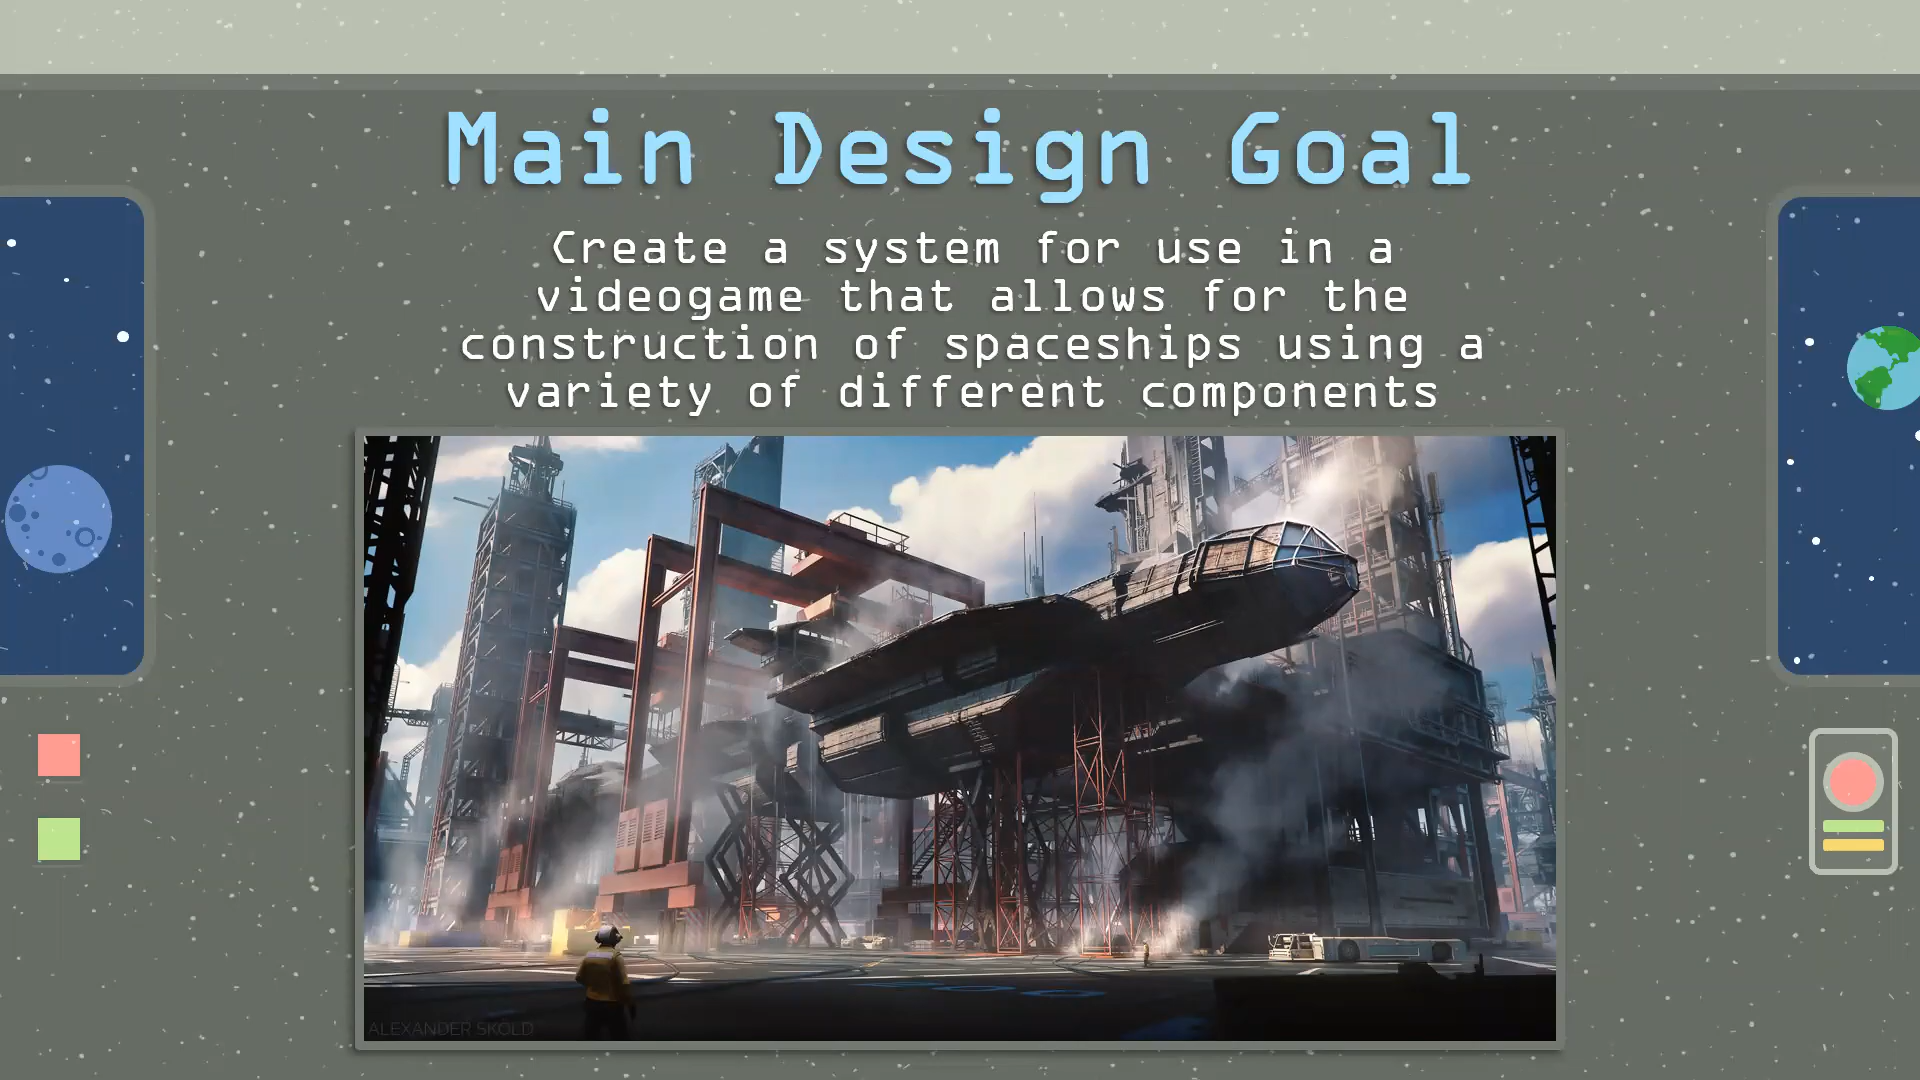 Main Design Goal
Create a system for use in a
videogame that allows for the
construction of spaceships using a
variety of different components
ALEXANDER SKOLD